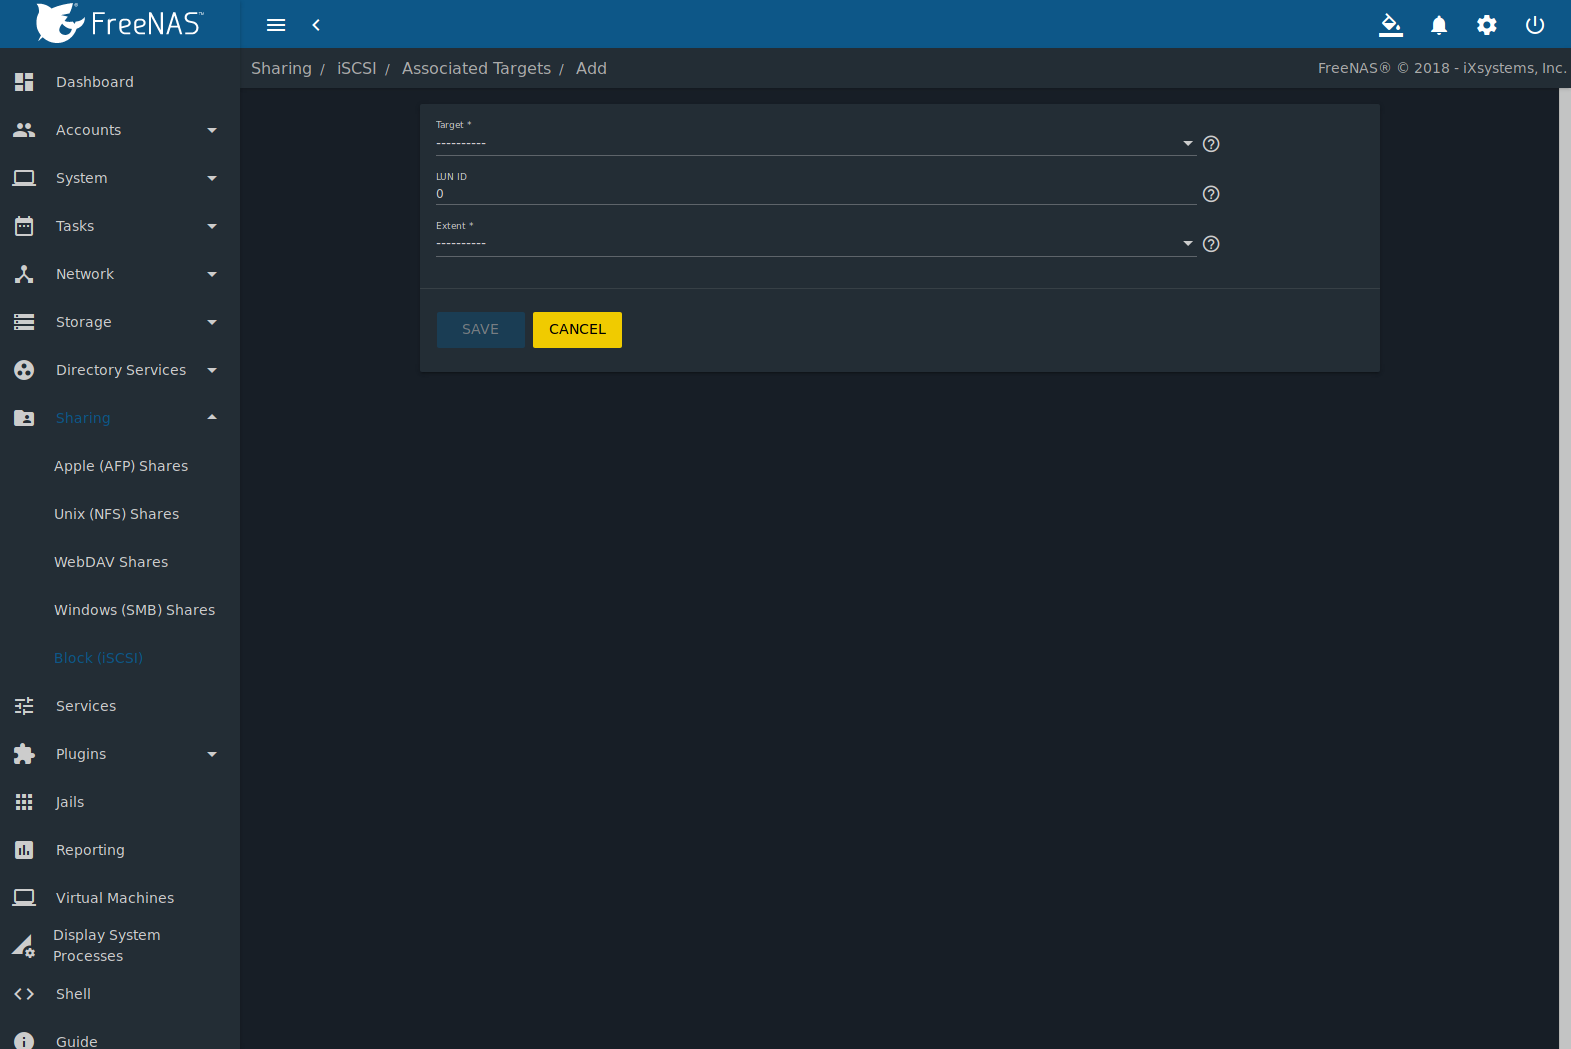 FreeNAS™
Sharing / iSCSI / Associated Targets / Add
FreeNAS® © 2018 - iXsystems, Inc.
Dashboard
Accounts
System
Tasks
Network
Storage
Directory Services
Sharing
Apple (AFP) Shares
Unix (NFS) Shares
WebDAV Shares
Windows (SMB) Shares
Block (iSCSI)
Services
Plugins
Jails
Reporting
Virtual Machines
Display System
Processes
Shell
Guide
Target *
----------
LUN ID
0
Extent *
----------
SAVE
CANCEL